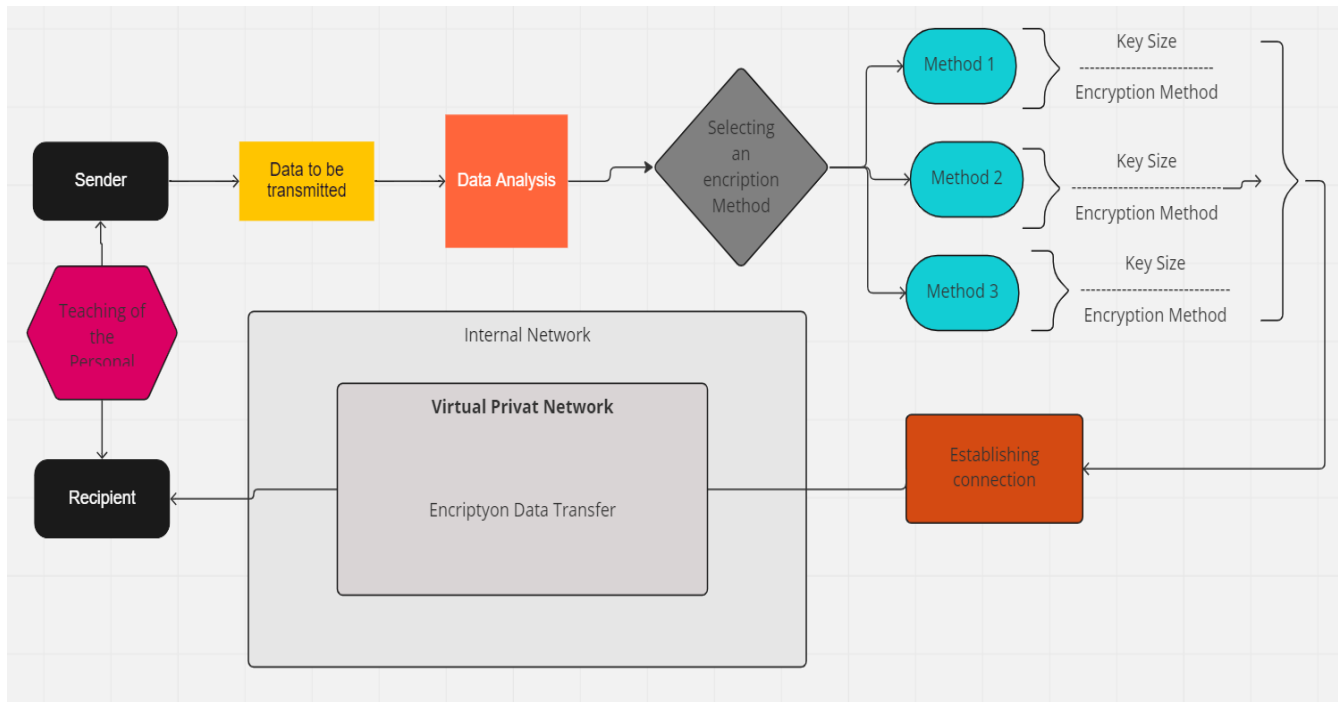 Sender
Data to be
transmitted
Data Analysis
Selecting
an
encription
Method
Method 1
Key Size
Encryption Method
Method 2
Key Size
Encryption Method
Method 3
Key Size
Encryption Method
Teaching of
the
Personal
Internal Network
Virtual Privat Network
Encriptyon Data Transfer
Establishing
connection
Recipient